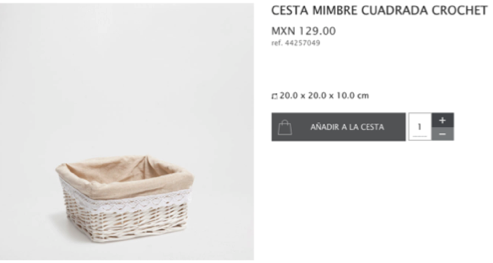 CESTA MIMBRE CUADRADA CROCHET
MXN 129.00
ref. 44257049
20.0 x 20.0 x 10.0 cm
AÑADIR A LA CESTA
1
+
−